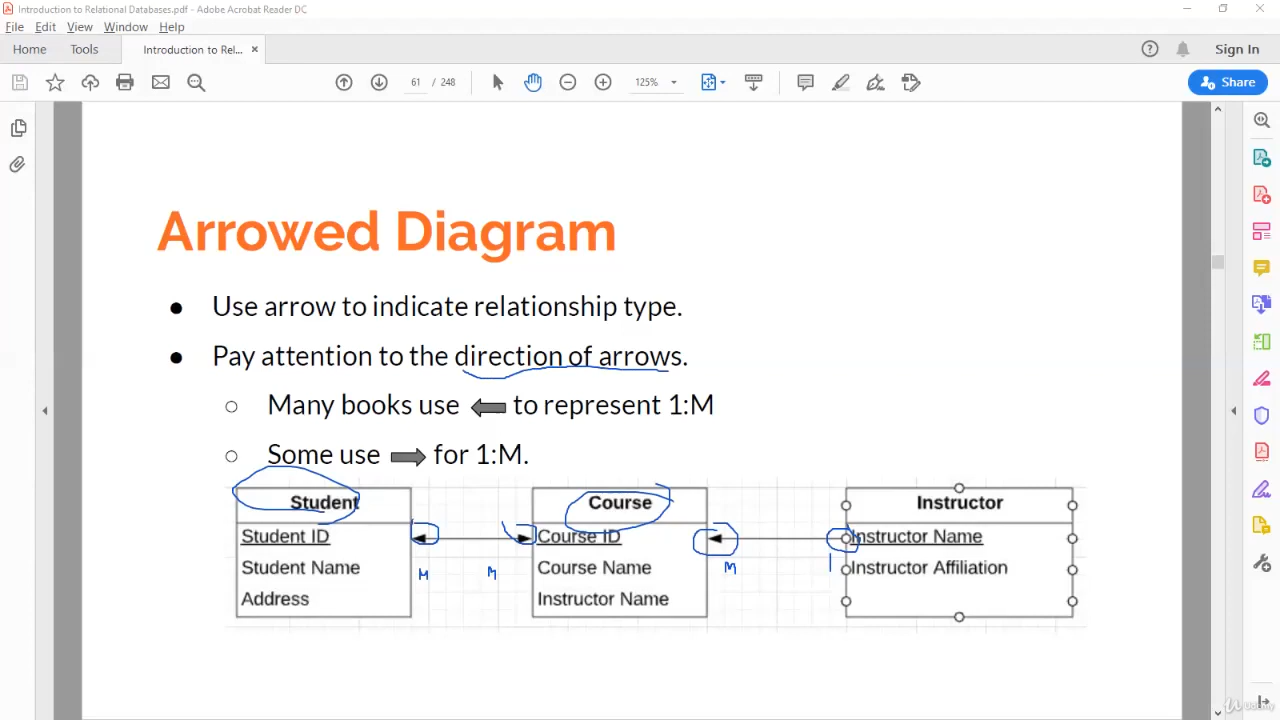 Introduction to Relational Databases.pdf - Adobe Acrobat Reader DC
File Edit View Window Help
Home Tools Introduction to Rel... × Sign In
61 / 248 125% Share
Arrowed Diagram
● Use arrow to indicate relationship type.
● Pay attention to the direction of arrows.
○ Many books use to represent 1:M
○ Some use for 1:M.
Student Course Instructor
Student ID Course ID Instructor Name
Student Name Course Name Instructor Affiliation
M M M 1
Address Instructor Name
Udemy